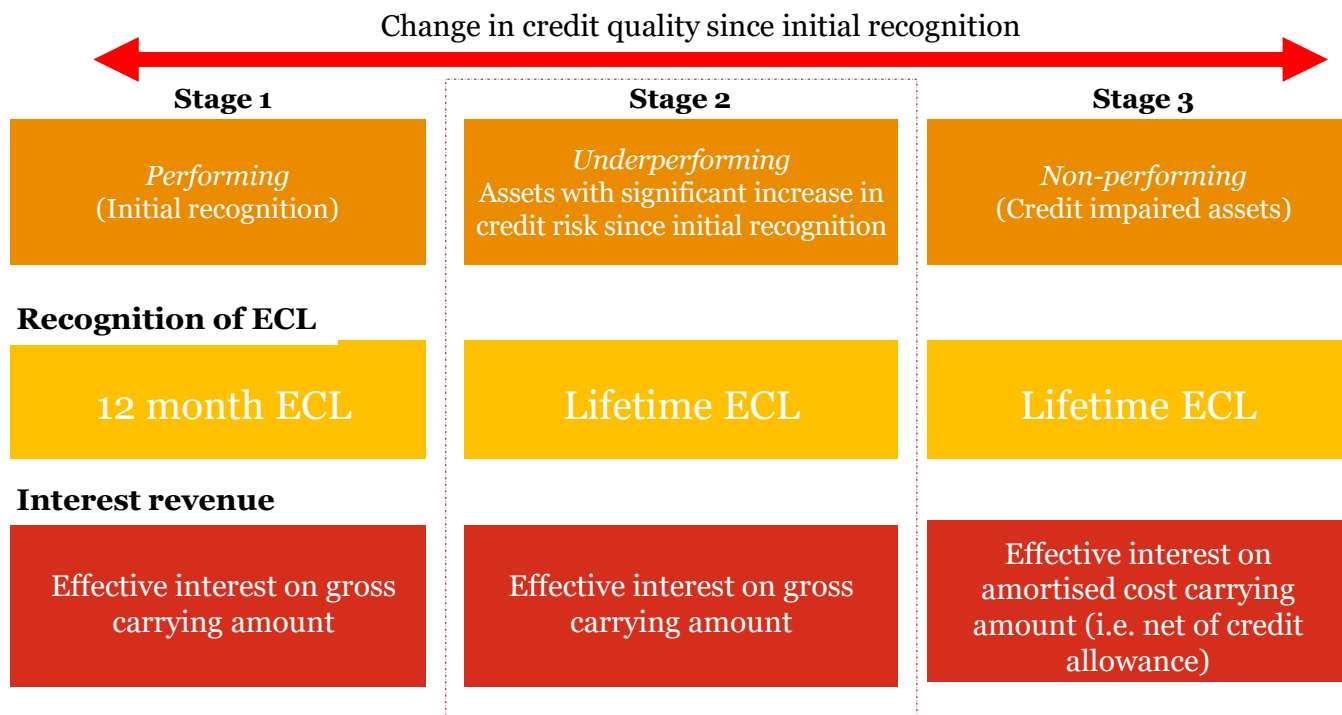 Change in credit quality since initial recognition
Stage 1
Stage 2
Stage 3
Performing
(Initial recognition)
Underperforming
Assets with significant increase in
credit risk since initial recognition
Non-performing
(Credit impaired assets)
Recognition of ECL
12 month ECL
Lifetime ECL
Lifetime ECL
Interest revenue
Effective interest on gross
carrying amount
Effective interest on gross
carrying amount
Effective interest on
amortised cost carrying
amount (i.e. net of credit
allowance)